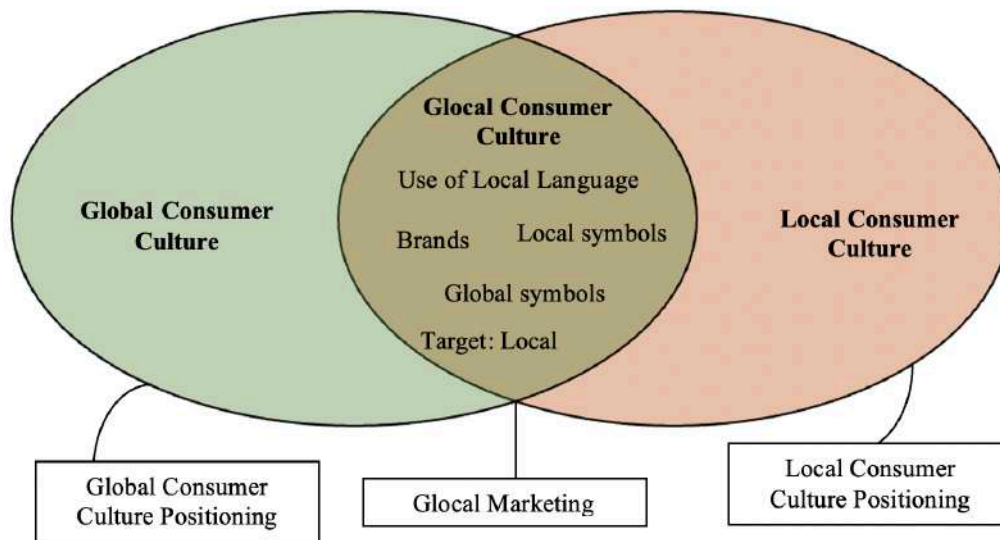 Glocal Consumer
Culture
Use of Local Language
Global Consumer
Culture
Brands
Local symbols
Local Consumer
Culture
Global symbols
Target: Local
Global Consumer
Culture Positioning
Glocal Marketing
Local Consumer
Culture Positioning